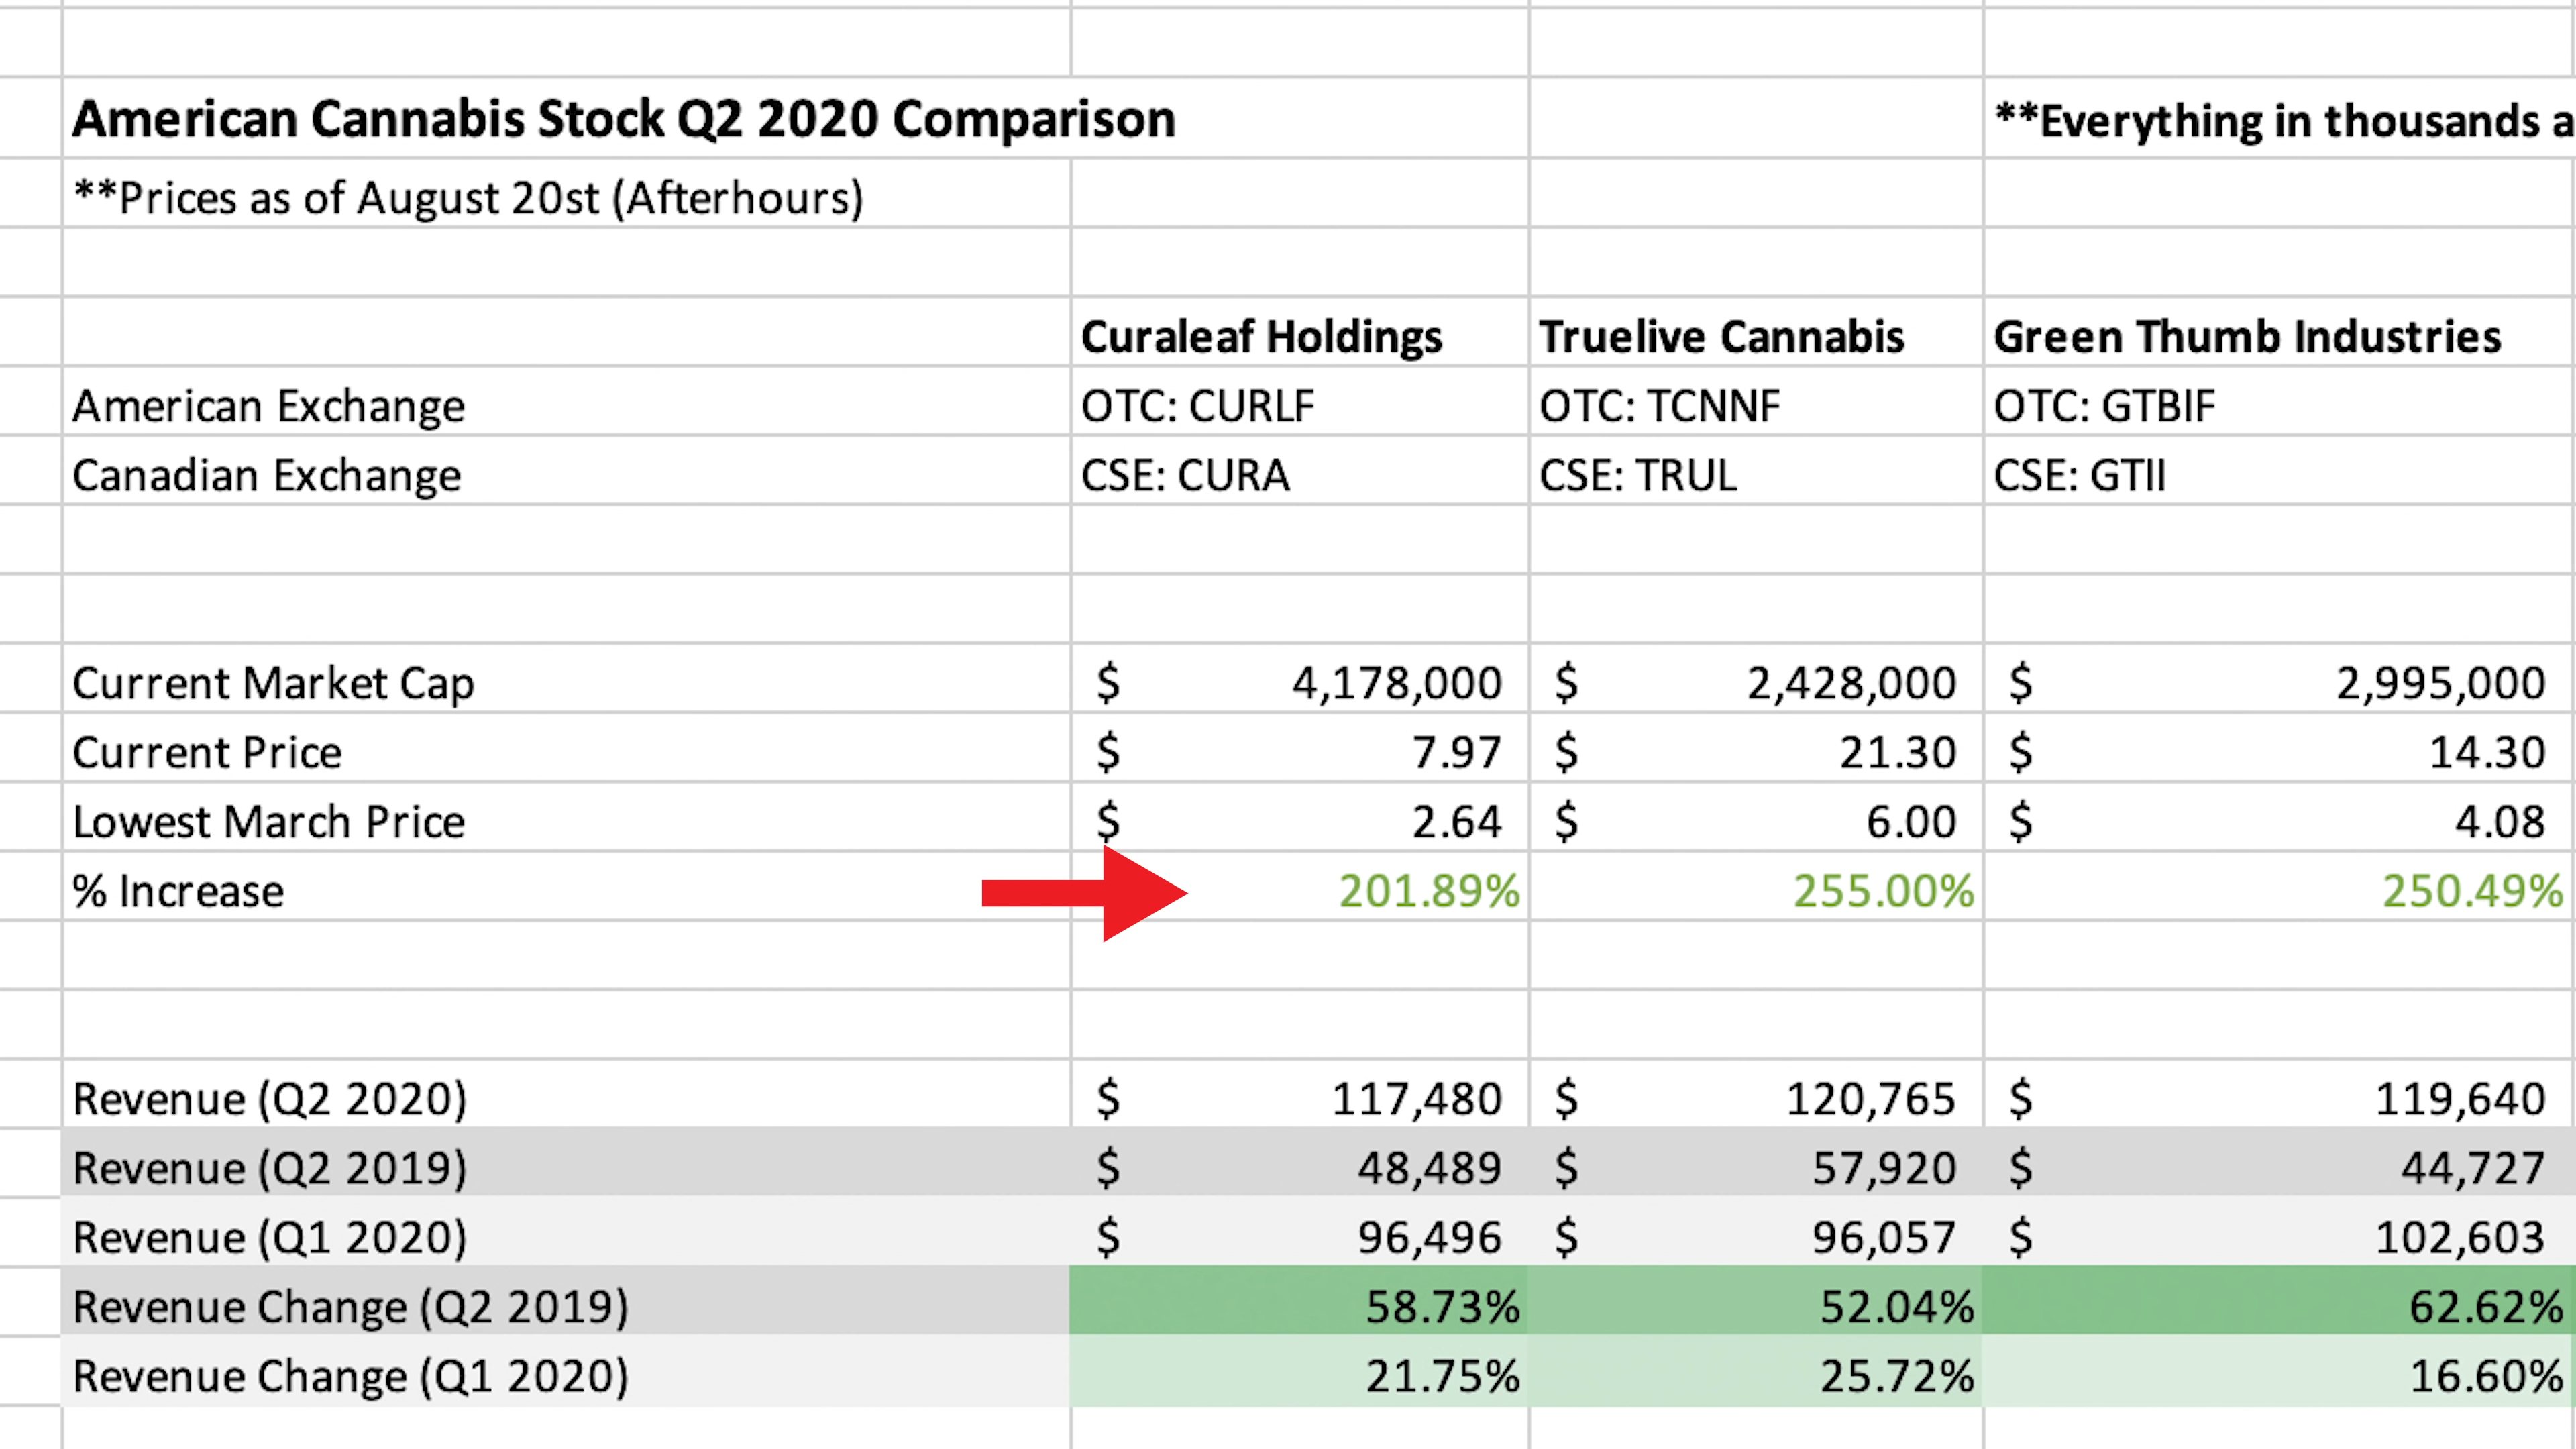 American Cannabis Stock Q2 2020 Comparison **Everything in thousands a
**Prices as of August 20st (Afterhours)
Curaleaf Holdings Truelive Cannabis Green Thumb Industries
American Exchange OTC: CURLF OTC: TCNNF OTC: GTBIF
Canadian Exchange CSE: CURA CSE: TRUL CSE: GTII
Current Market Cap $ 4,178,000 $ 2,428,000 $ 2,995,000
Current Price $ 7.97 $ 21.30 $ 14.30
Lowest March Price $ 2.64 $ 6.00 $ 4.08
% Increase 201.89% 255.00% 250.49%
Revenue (Q2 2020) $ 117,480 $ 120,765 $ 119,640
Revenue (Q2 2019) $ 48,489 $ 57,920 $ 44,727
Revenue (Q1 2020) $ 96,496 $ 96,057 $ 102,603
Revenue Change (Q2 2019) 58.73% 52.04% 62.62%
Revenue Change (Q1 2020) 21.75% 25.72% 16.60%